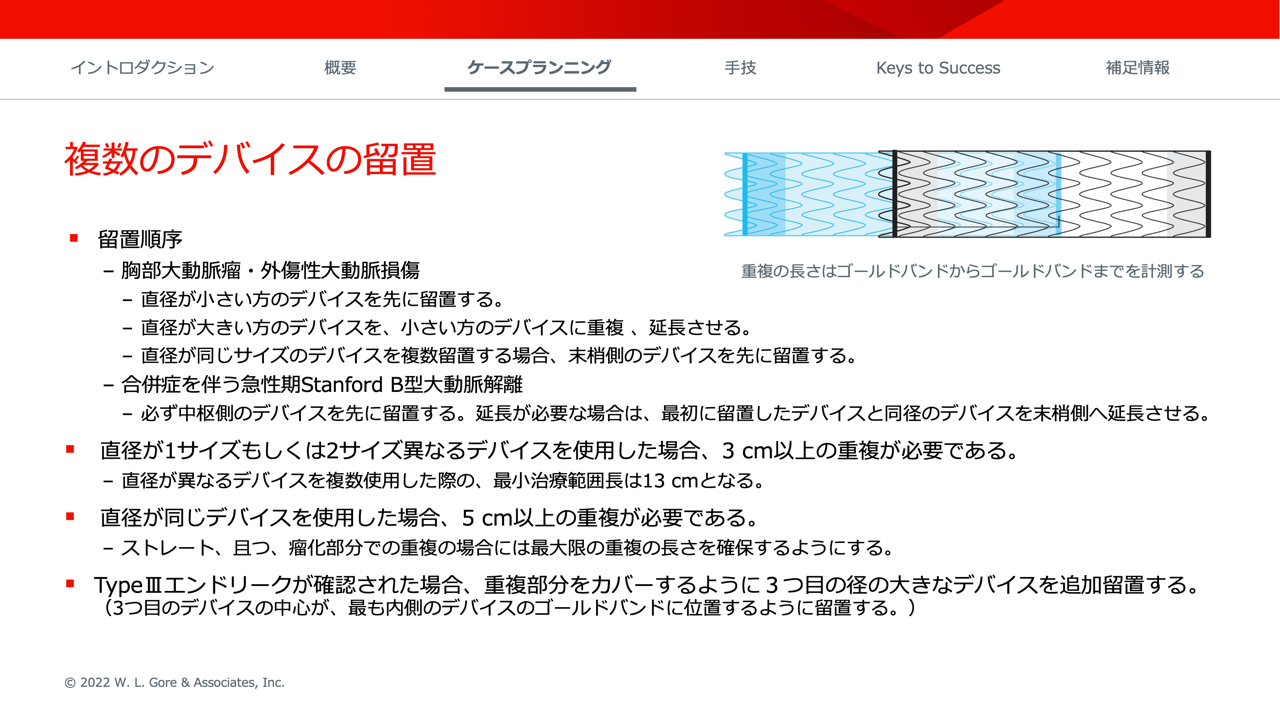 イントロダクション 概要 ケースプランニング 手技 Keys to Success 補足情報
複数のデバイスの留置
重複の長さはゴールドバンドからゴールドバンドまでを計測する
▪ 留置順序
– 胸部大動脈瘤・外傷性大動脈損傷
– 直径が小さい方のデバイスを先に留置する。
– 直径が大きい方のデバイスを、小さい方のデバイスに重複 、延長させる。
– 直径が同じサイズのデバイスを複数留置する場合、末梢側のデバイスを先に留置する。
– 合併症を伴う急性期Stanford B型大動脈解離
– 必ず中枢側のデバイスを先に留置する。延長が必要な場合は、最初に留置したデバイスと同径のデバイスを末梢側へ延長させる。
▪ 直径が1サイズもしくは2サイズ異なるデバイスを使用した場合、3 cm以上の重複が必要である。
– 直径が異なるデバイスを複数使用した際の、最小治療範囲長は13 cmとなる。
▪ 直径が同じデバイスを使用した場合、5 cm以上の重複が必要である。
– ストレート、且つ、瘤化部分での重複の場合には最大限の重複の長さを確保するようにする。
▪ TypeⅢエンドリークが確認された場合、重複部分をカバーするように３つ目の径の大きなデバイスを追加留置する。
（3つ目のデバイスの中心が、最も内側のデバイスのゴールドバンドに位置するように留置する。）
© 2022 W. L. Gore & Associates, Inc.